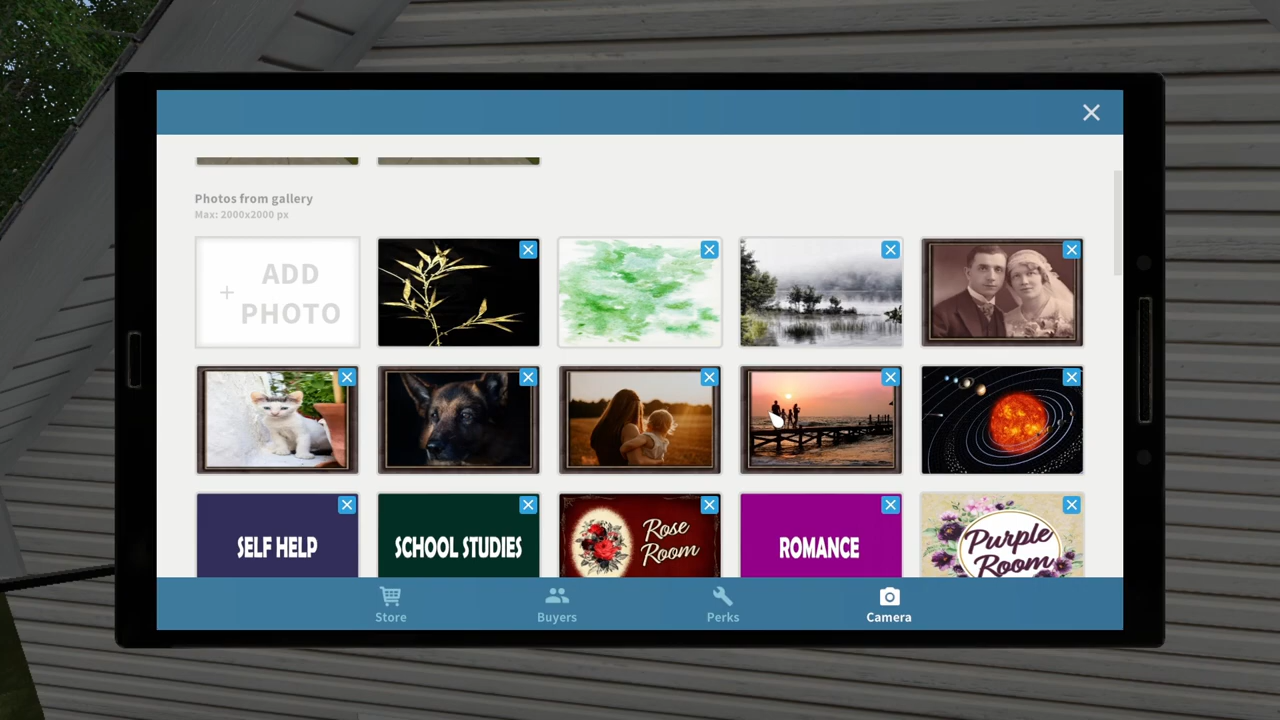 Photos from gallery
Max: 2000x2000 px
+ ADD
PHOTO
SELF HELP
SCHOOL STUDIES
Rose
Room
ROMANCE
Purple
Room
Store
Buyers
Perks
Camera